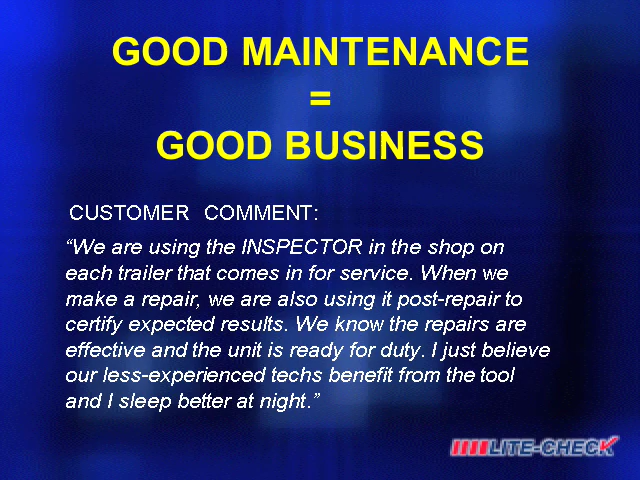 GOOD MAINTENANCE
=
GOOD BUSINESS
CUSTOMER COMMENT:
“We are using the INSPECTOR in the shop on
each trailer that comes in for service. When we
make a repair, we are also using it post-repair to
certify expected results. We know the repairs are
effective and the unit is ready for duty. I just believe
our less-experienced techs benefit from the tool
and I sleep better at night.”
LITE-CHECK